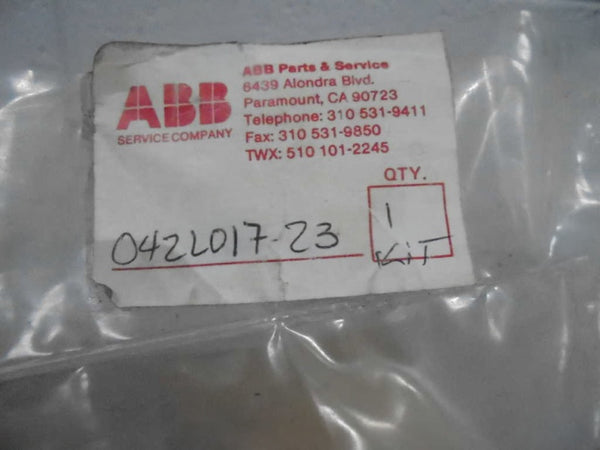 ABB
SERVICE COMPANY
ABB Parts & Service
6439 Alondra Blvd.
Paramount, CA 90723
Telephone: 310 531-9411
Fax: 310 531-9850
TWX: 510 101-2245
QTY.
042L017-23
1
KIT